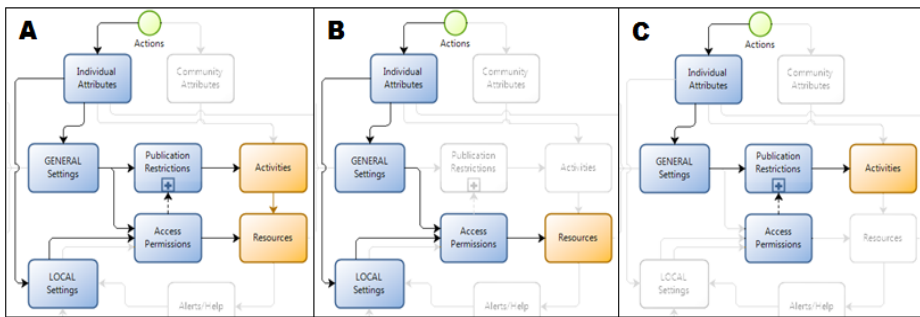 A
Actions
Individual
Attributes
Community
Attributes
GENERAL
Settings
Publication
Restrictions
Activities
Access
Permissions
Resources
LOCAL
Settings
Alerts/Help
B
Actions
Individual
Attributes
Community
Attributes
GENERAL
Settings
Publication
Restrictions
Activities
Access
Permissions
Resources
LOCAL
Settings
Alerts/Help
C
Actions
Individual
Attributes
Community
Attributes
GENERAL
Settings
Publication
Restrictions
Activities
Access
Permissions
Resources
LOCAL
Settings
Alerts/Help